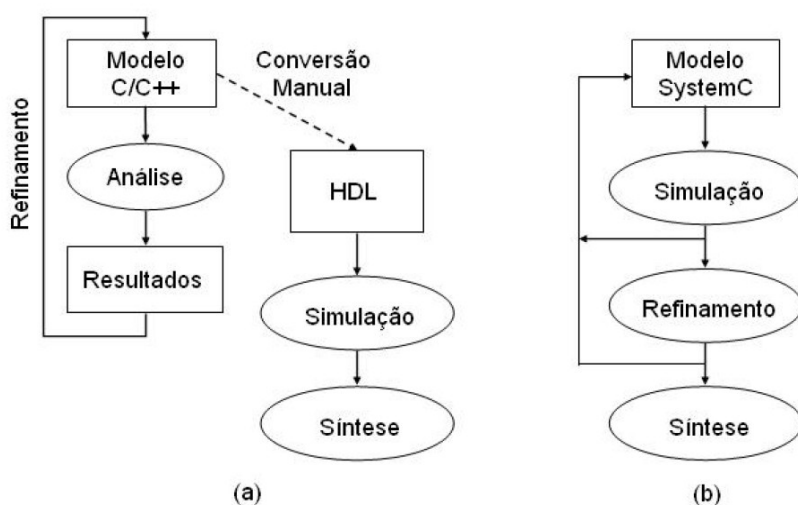 Refinamento
Modelo
C/C++
Análise
Resultados
Conversão
Manual
HDL
Simulação
Síntese
(a)
Modelo
SystemC
Simulação
Refinamento
Síntese
(b)